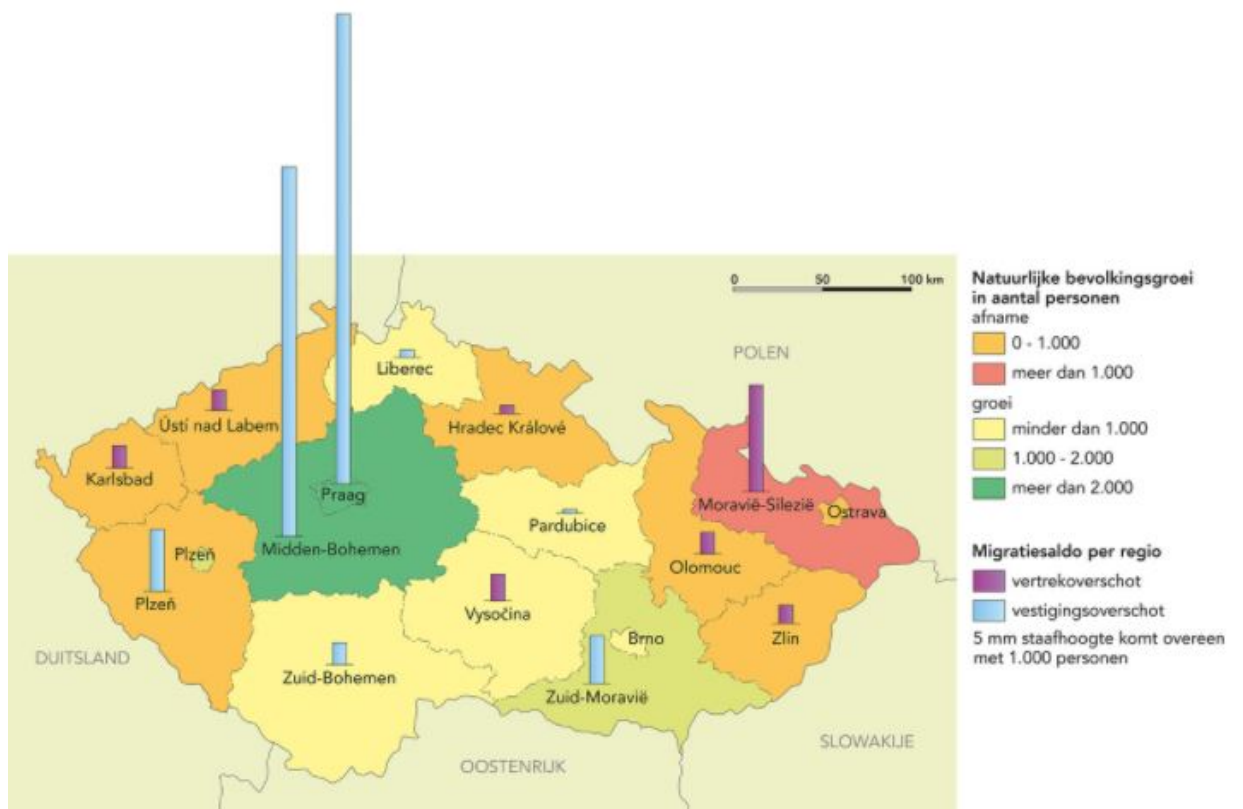 0 50 100 km
POLEN
Liberec
Ústí nad Labem
Hradec Králové
Karlsbad
Praag
Moravië-Silezië
Ostrava
Pardubice
Midden-Bohemen
Plzeň
Olomouc
Plzeň
Vysočina
Zlin
Brno
DUITSLAND
Zuid-Bohemen
Zuid-Moravië
SLOWAKIJE
OOSTENRIJK
Natuurlijke bevolkingsgroei
in aantal personen
afname
0 - 1.000
meer dan 1.000
groei
minder dan 1.000
1.000 - 2.000
meer dan 2.000
Migratiesaldo per regio
vertrekoverschot
vestigingsoverschot
5 mm staafhoogte komt overeen
met 1.000 personen